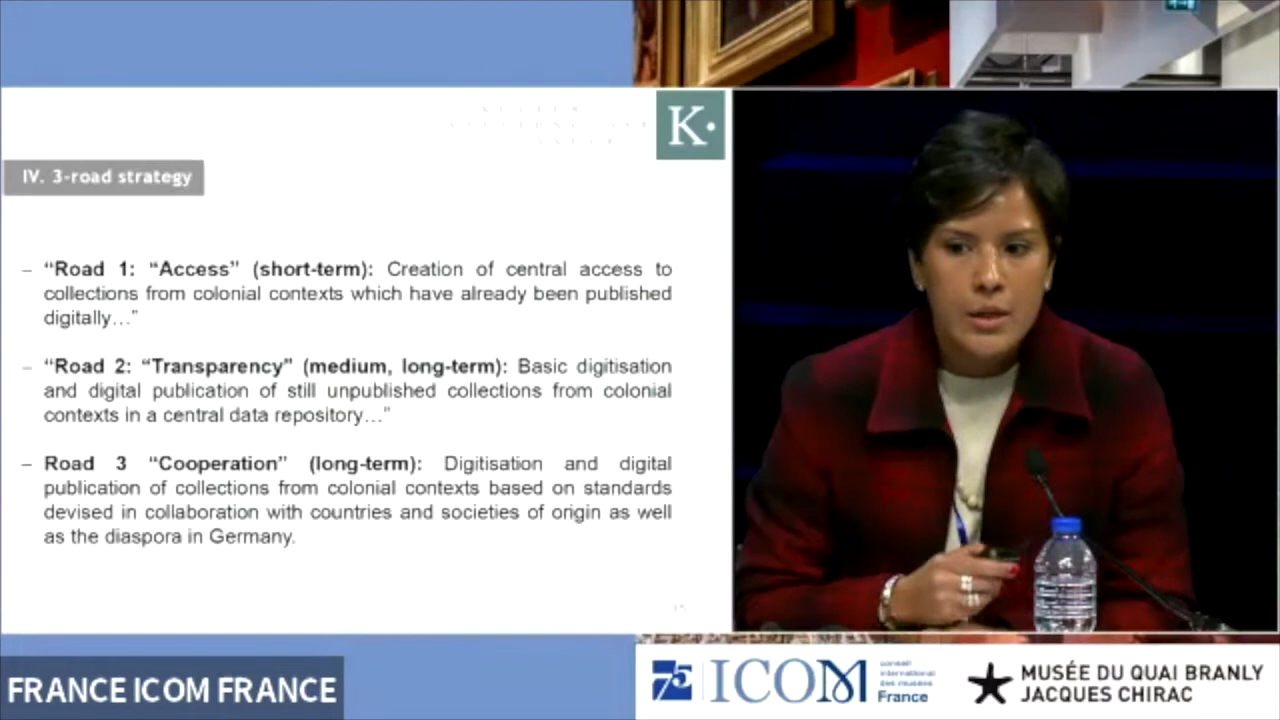 K.
IV. 3-road strategy
– “Road 1: “Access” (short-term): Creation of central access to
collections from colonial contexts which have already been published
digitally…”
– “Road 2: “Transparency” (medium, long-term): Basic digitisation
and digital publication of still unpublished collections from colonial
contexts in a central data repository…”
– Road 3 “Cooperation” (long-term): Digitisation and digital
publication of collections from colonial contexts based on standards
devised in collaboration with countries and societies of origin as well
as the diaspora in Germany.
FRANCE ICOM FRANCE
75
ICOM
conseil
international
des musées
France
MUSÉE DU QUAI BRANLY
JACQUES CHIRAC